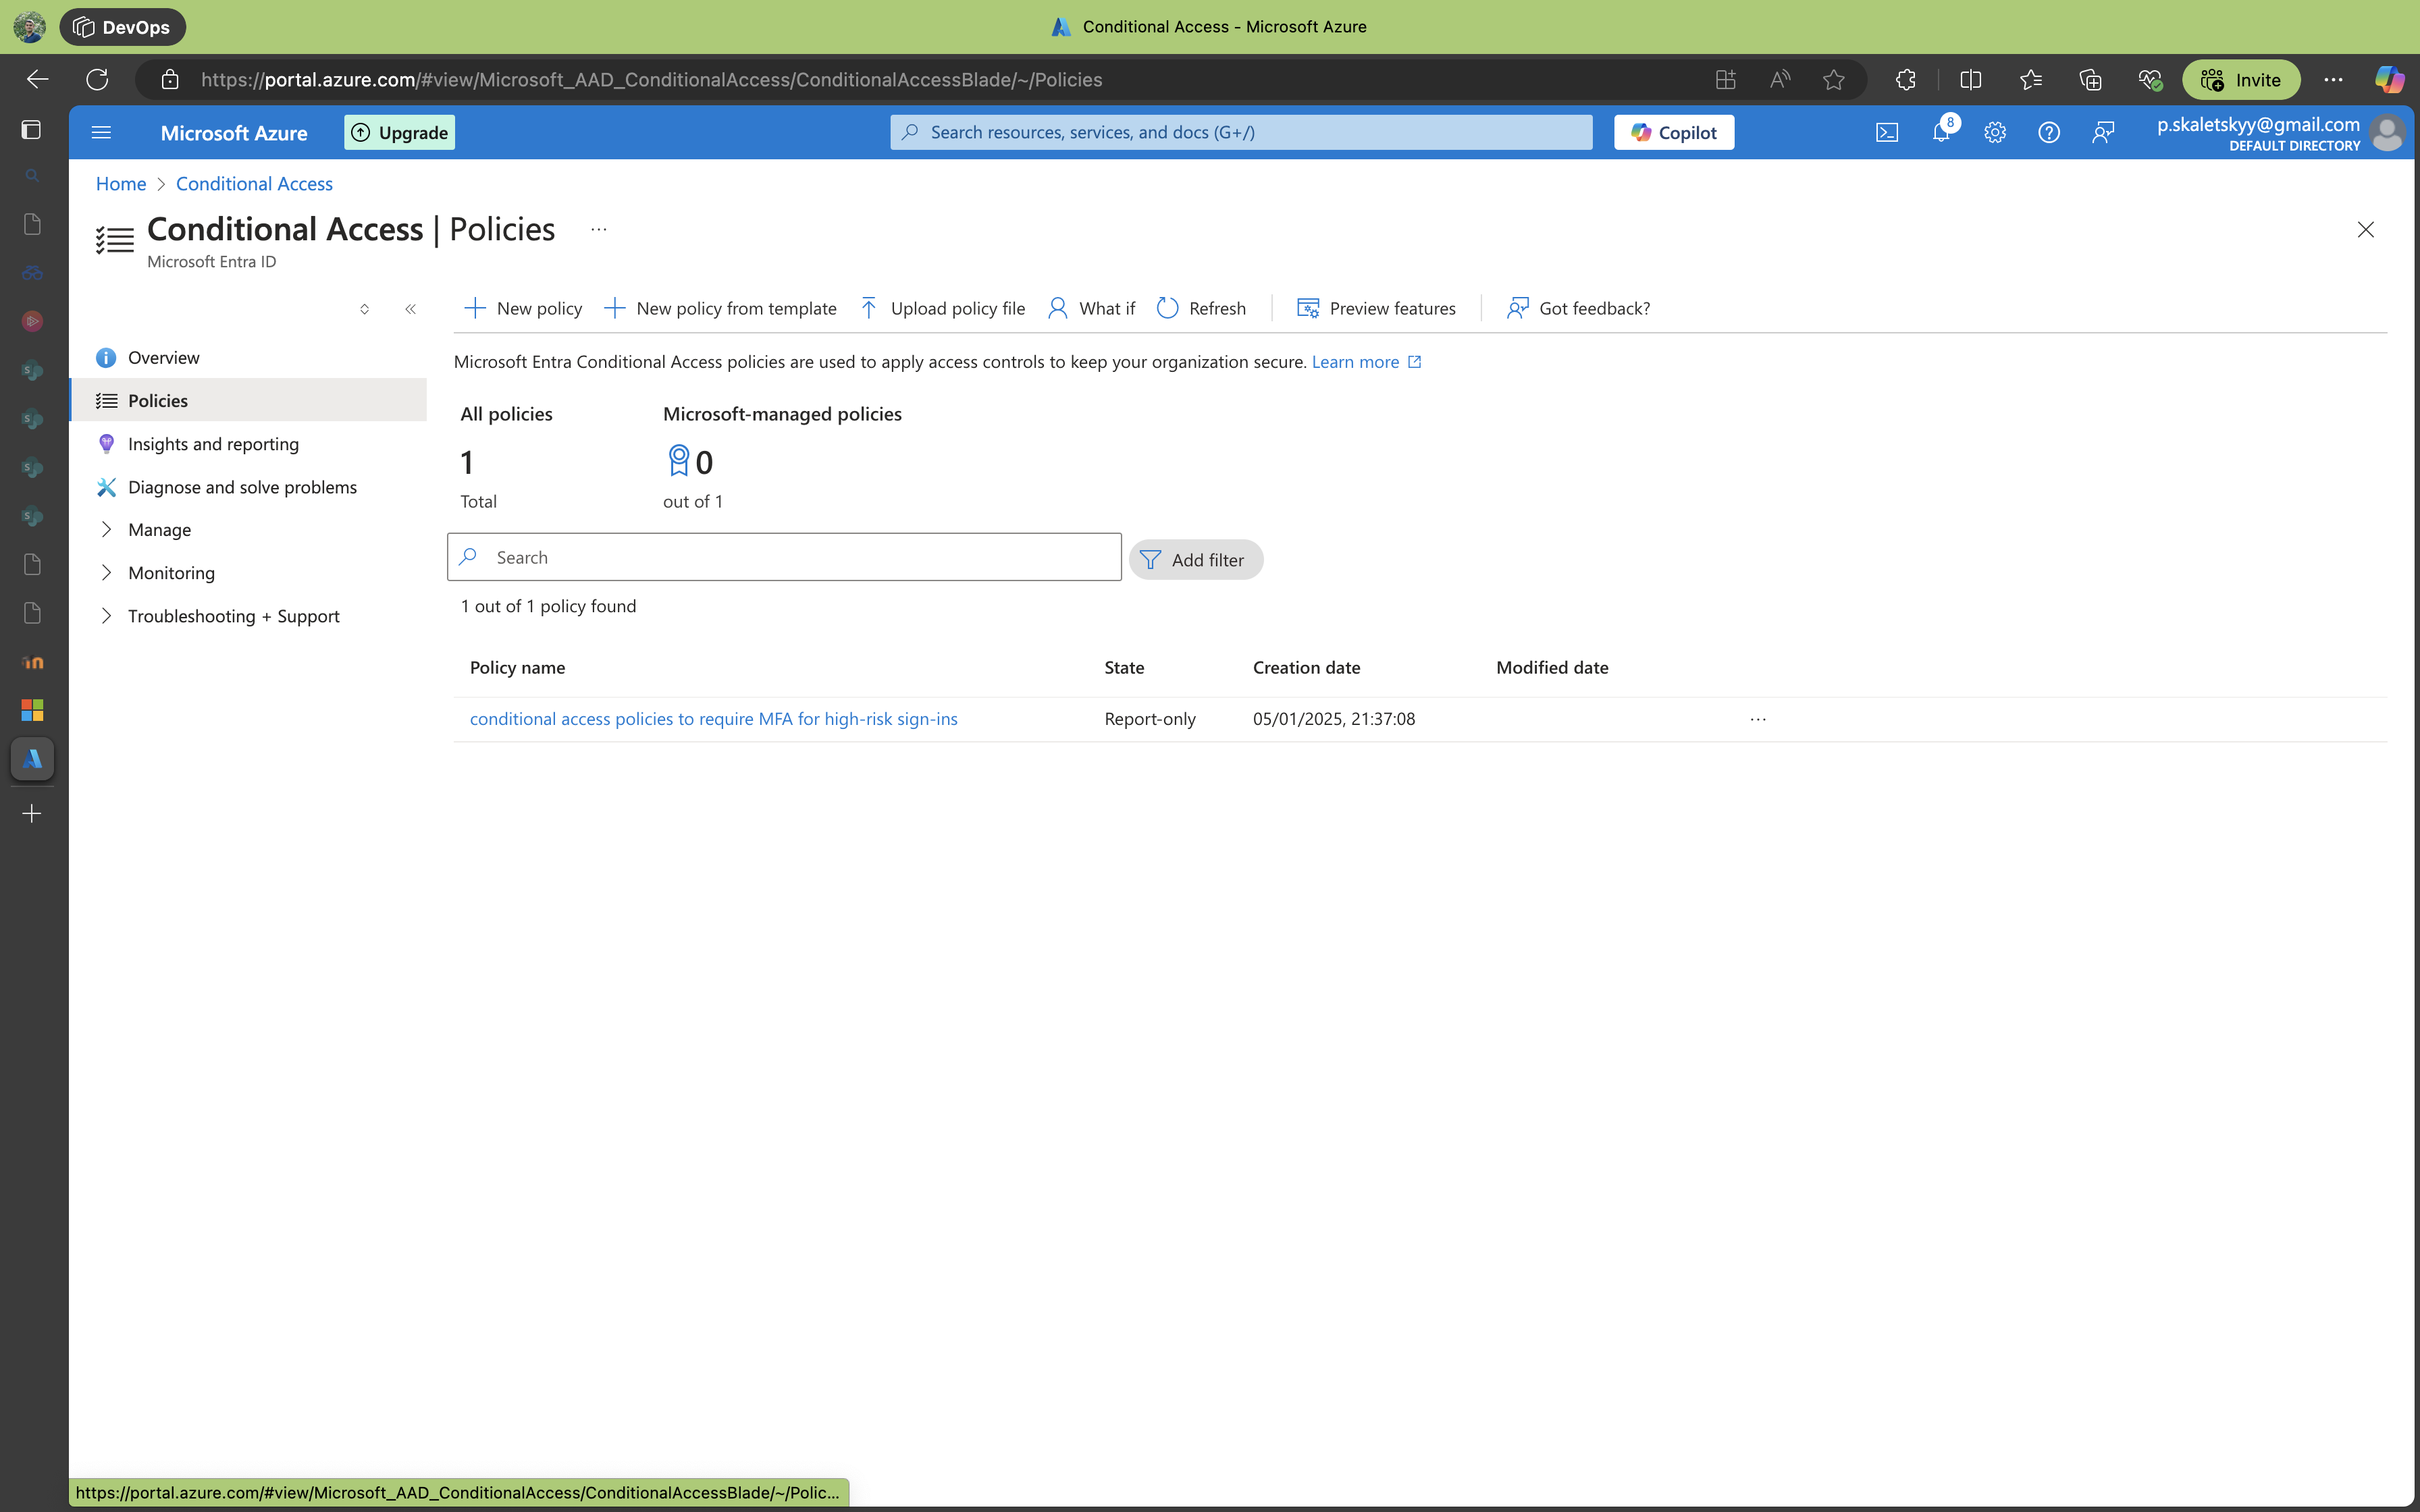 DevOps
Conditional Access - Microsoft Azure
https://portal.azure.com/#view/Microsoft_AAD_ConditionalAccess/ConditionalAccessBlade/~/Policies
Invite
Microsoft Azure
Upgrade
Search resources, services, and docs (G+/)
Copilot
8
p.skaletskyy@gmail.com
DEFAULT DIRECTORY
Home > Conditional Access
Conditional Access | Policies ...
Microsoft Entra ID
New policy
New policy from template
Upload policy file
What if
Refresh
Preview features
Got feedback?
Overview
Policies
Insights and reporting
Diagnose and solve problems
Manage
Monitoring
Troubleshooting + Support
Microsoft Entra Conditional Access policies are used to apply access controls to keep your organization secure. Learn more
All policies
1
Total
Microsoft-managed policies
0
out of 1
Search
Add filter
1 out of 1 policy found
Policy name State Creation date Modified date
conditional access policies to require MFA for high-risk sign-ins Report-only 05/01/2025, 21:37:08 ...
https://portal.azure.com/#view/Microsoft_AAD_ConditionalAccess/ConditionalAccessBlade/~/Polic...